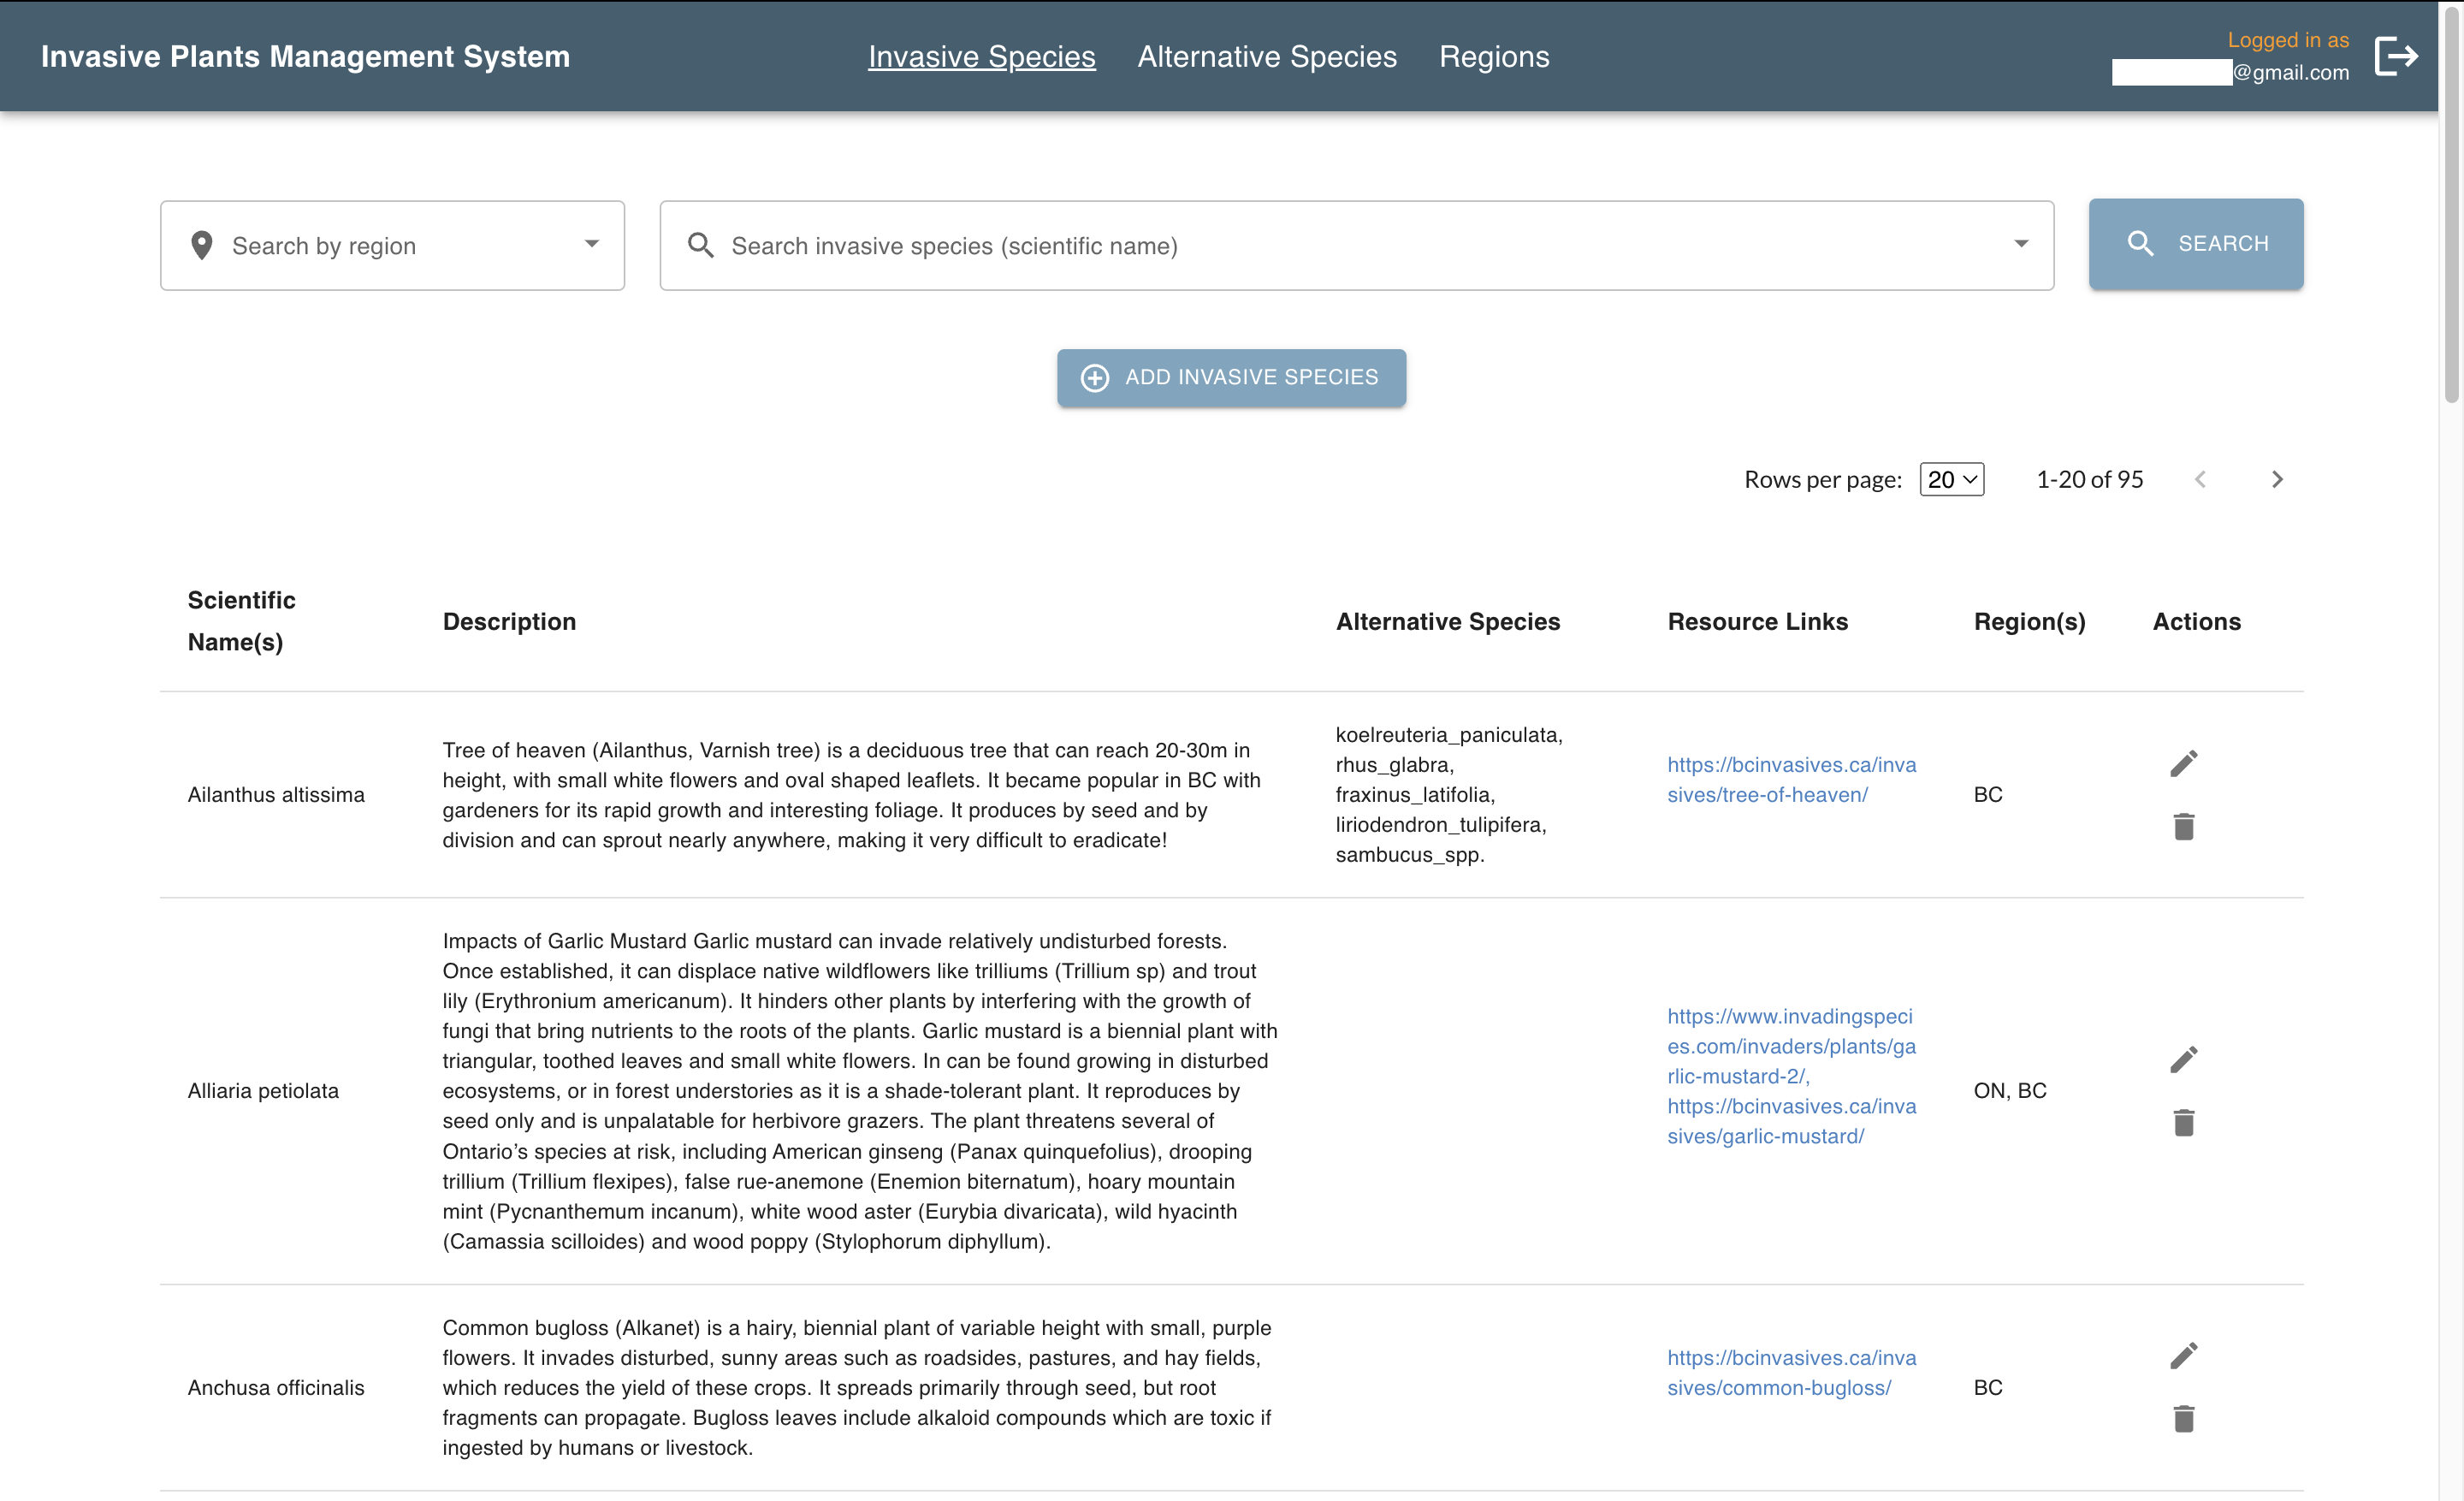 Invasive Plants Management System
Invasive Species Alternative Species Regions
Logged in as
@gmail.com
Search by region
Search invasive species (scientific name)
SEARCH
ADD INVASIVE SPECIES
Rows per page: 20 1-20 of 95
Scientific
Name(s)
Description
Alternative Species
Resource Links
Region(s)
Actions
Ailanthus altissima
Tree of heaven (Ailanthus, Varnish tree) is a deciduous tree that can reach 20-30m in
height, with small white flowers and oval shaped leaflets. It became popular in BC with
gardeners for its rapid growth and interesting foliage. It produces by seed and by
division and can sprout nearly anywhere, making it very difficult to eradicate!
koelreuteria_paniculata,
rhus_glabra,
fraxinus_latifolia,
liriodendron_tulipifera,
sambucus_spp.
https://bcinvasives.ca/inva
sives/tree-of-heaven/
BC
Alliaria petiolata
Impacts of Garlic Mustard Garlic mustard can invade relatively undisturbed forests.
Once established, it can displace native wildflowers like trilliums (Trillium sp) and trout
lily (Erythronium americanum). It hinders other plants by interfering with the growth of
fungi that bring nutrients to the roots of the plants. Garlic mustard is a biennial plant with
triangular, toothed leaves and small white flowers. In can be found growing in disturbed
ecosystems, or in forest understories as it is a shade-tolerant plant. It reproduces by
seed only and is unpalatable for herbivore grazers. The plant threatens several of
Ontario’s species at risk, including American ginseng (Panax quinquefolius), drooping
trillium (Trillium flexipes), false rue-anemone (Enemion biternatum), hoary mountain
mint (Pycnanthemum incanum), white wood aster (Eurybia divaricata), wild hyacinth
(Camassia scilloides) and wood poppy (Stylophorum diphyllum).
https://www.invadingspeci
es.com/invaders/plants/ga
rlic-mustard-2/,
https://bcinvasives.ca/inva
sives/garlic-mustard/
ON, BC
Anchusa officinalis
Common bugloss (Alkanet) is a hairy, biennial plant of variable height with small, purple
flowers. It invades disturbed, sunny areas such as roadsides, pastures, and hay fields,
which reduces the yield of these crops. It spreads primarily through seed, but root
fragments can propagate. Bugloss leaves include alkaloid compounds which are toxic if
ingested by humans or livestock.
https://bcinvasives.ca/inva
sives/common-bugloss/
BC